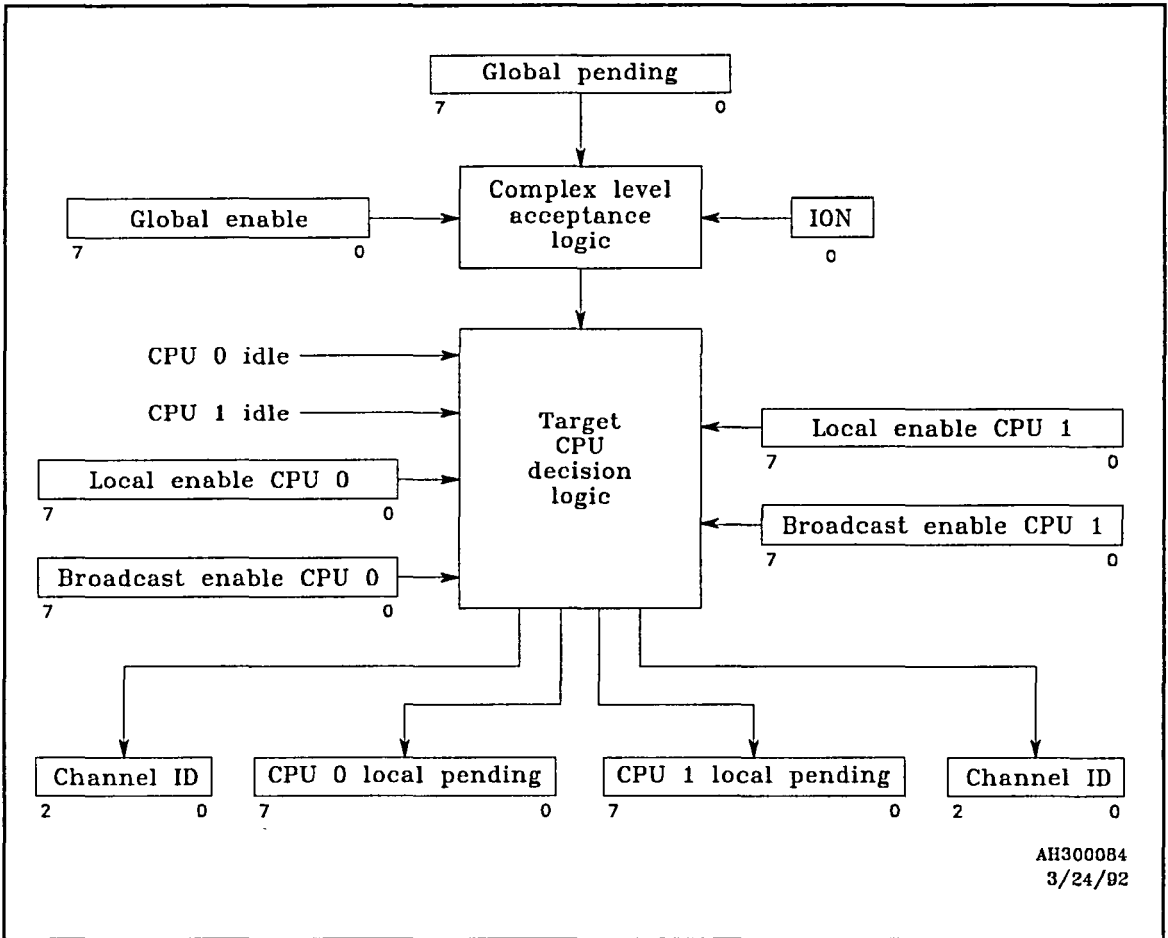 Global pending
7 0
Complex level
acceptance
logic
Global enable
7 0
ION
0
CPU 0 idle
CPU 1 idle
Target
CPU
decision
logic
Local enable CPU 1
7 0
Local enable CPU 0
7 0
Broadcast enable CPU 1
7 0
Broadcast enable CPU 0
7 0
Channel ID
2 0
CPU 0 local pending
7 0
CPU 1 local pending
7 0
Channel ID
2 0
AH300084
3/24/92